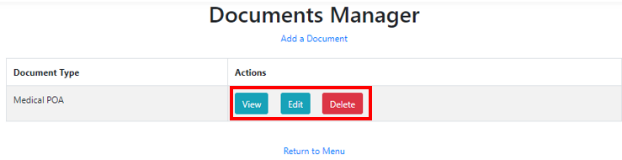 Documents Manager
Add a Document
Document Type Actions
Medical POA View Edit Delete
Return to Menu